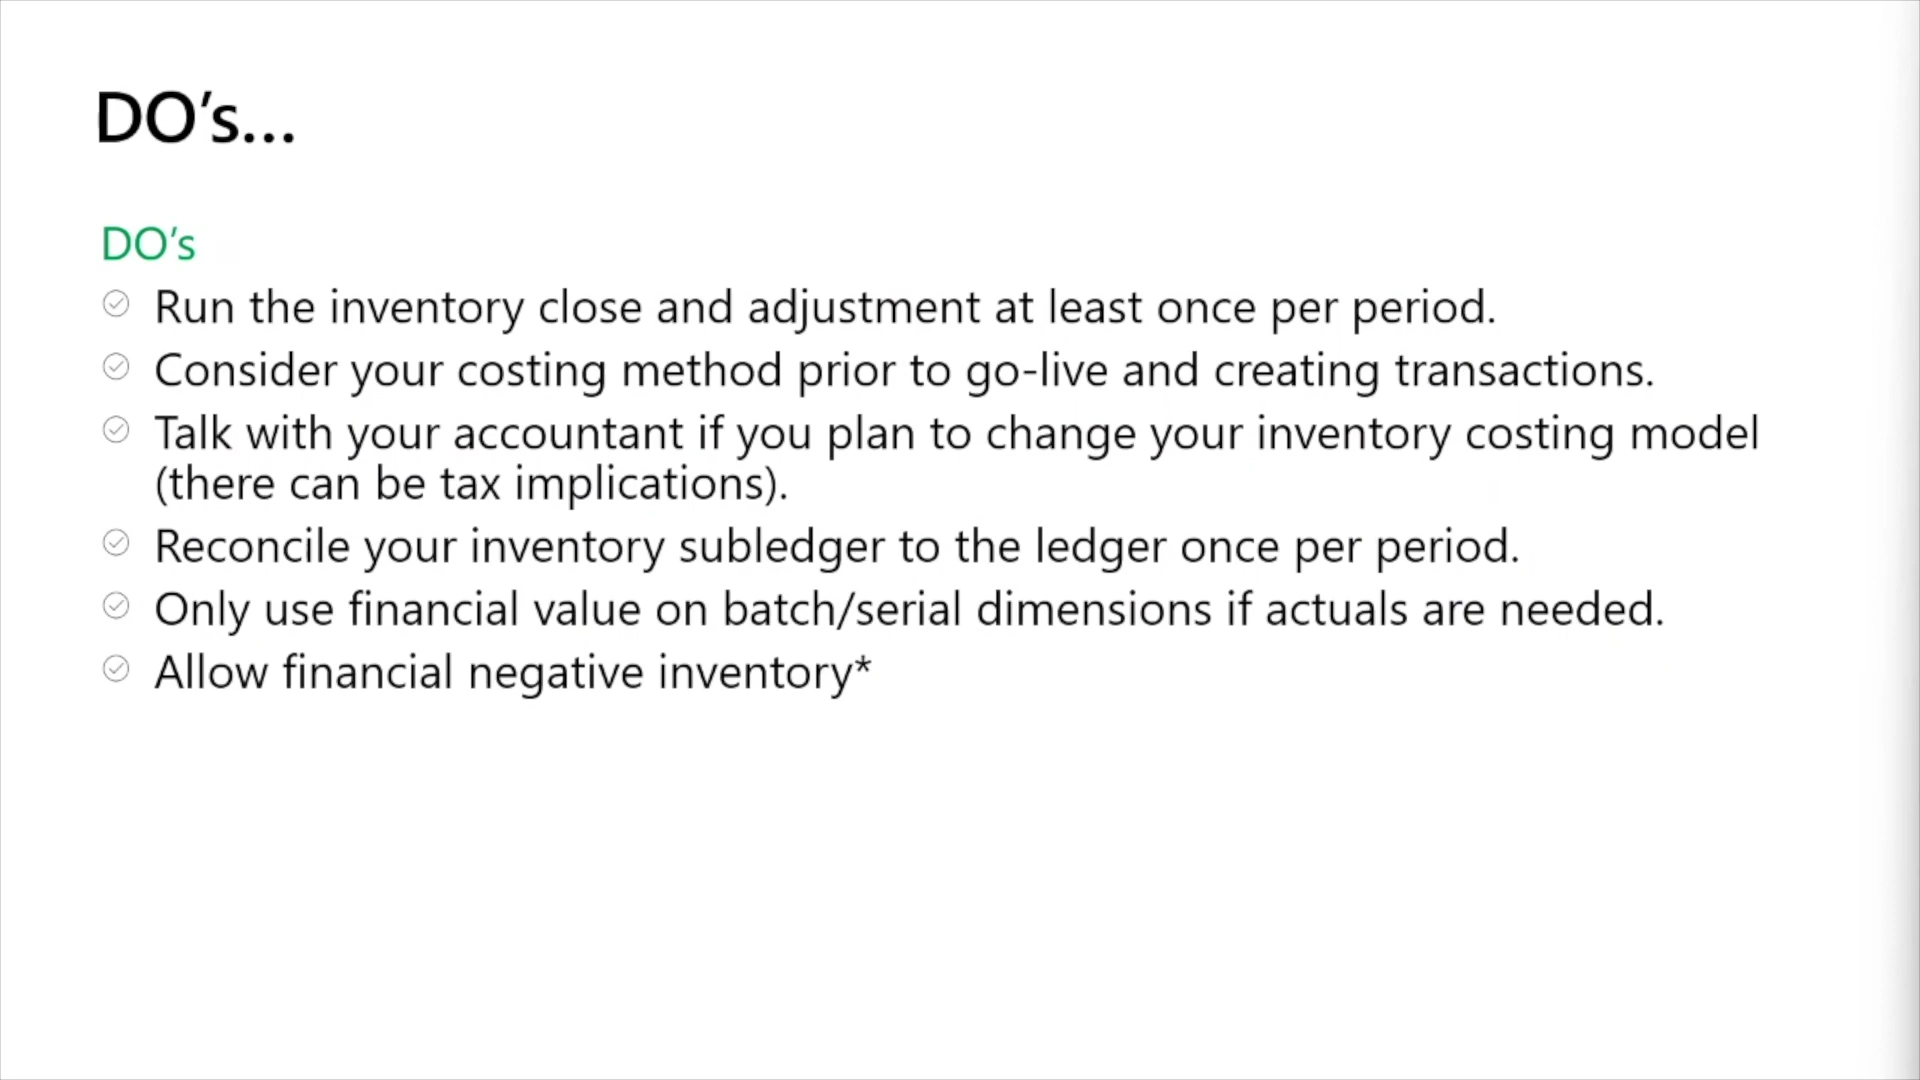 DO’s...
DO’s
Run the inventory close and adjustment at least once per period.
Consider your costing method prior to go-live and creating transactions.
Talk with your accountant if you plan to change your inventory costing model
(there can be tax implications).
Reconcile your inventory subledger to the ledger once per period.
Only use financial value on batch/serial dimensions if actuals are needed.
Allow financial negative inventory*